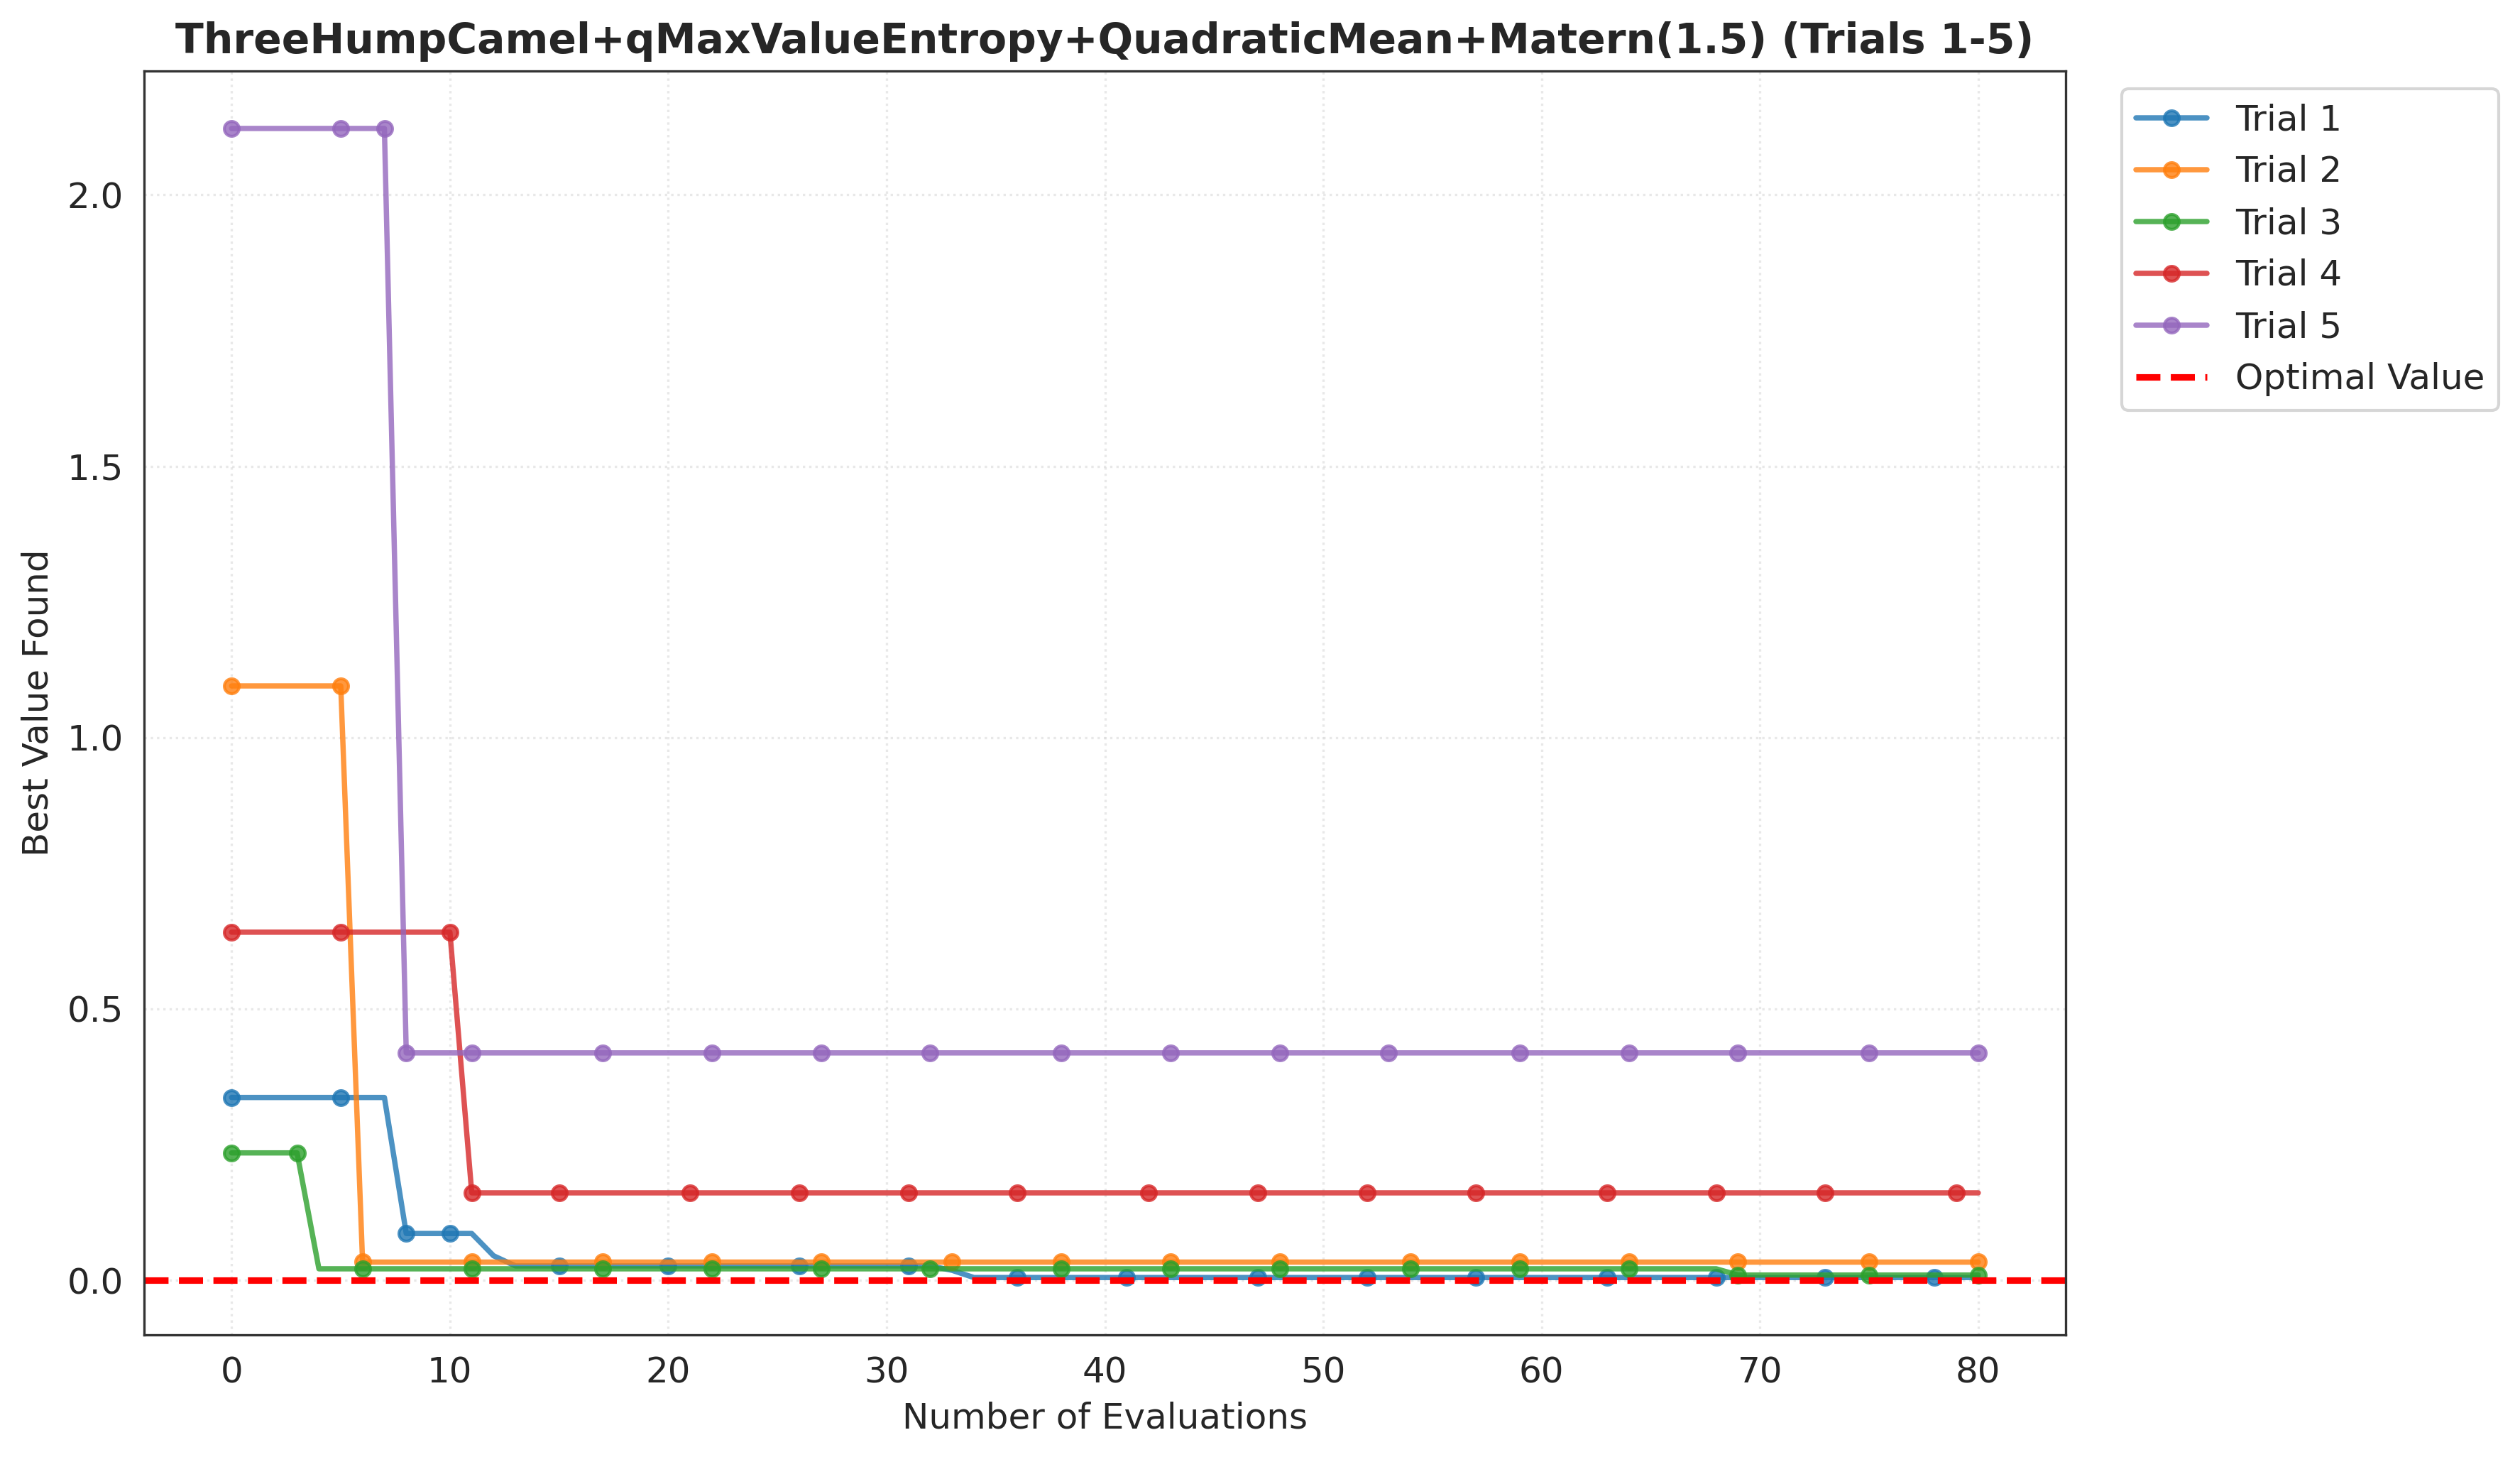 ThreeHumpCamel+qMaxValueEntropy+QuadraticMean+Matern(1.5) (Trials 1-5)
Trial 1
Trial 2
Trial 3
Trial 4
Trial 5
Optimal Value
Best Value Found
2.0
1.5
1.0
0.5
0.0
0 10 20 30 40 50 60 70 80
Number of Evaluations